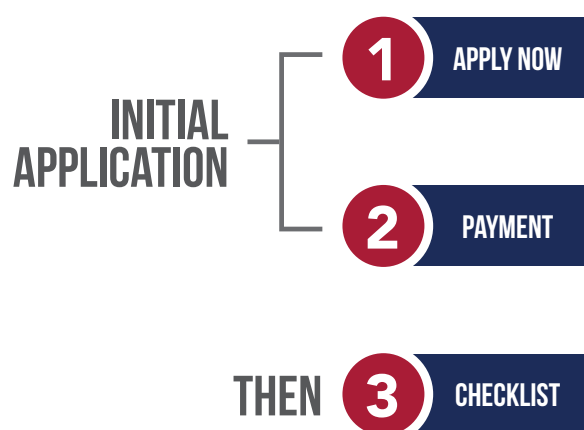 INITIAL
APPLICATION
1 APPLY NOW
2 PAYMENT
THEN 3 CHECKLIST